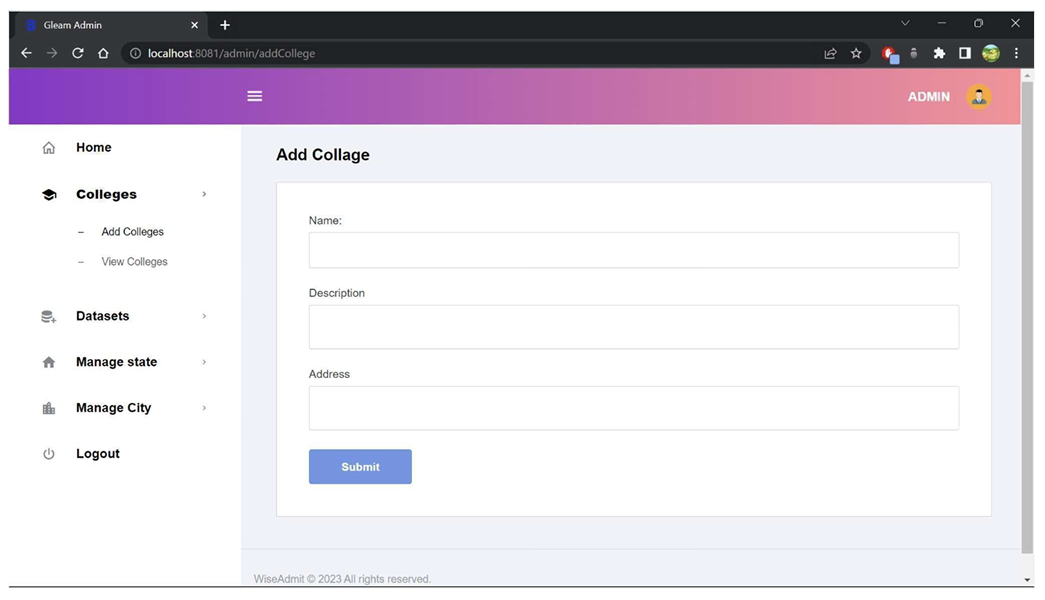 Gleam Admin
localhost:8081/admin/addCollege
ADMIN
Home
Colleges
– Add Colleges
– View Colleges
Datasets
Manage state
Manage City
Logout
Add Collage
Name:
Description
Address
Submit
WiseAdmit © 2023 All rights reserved.